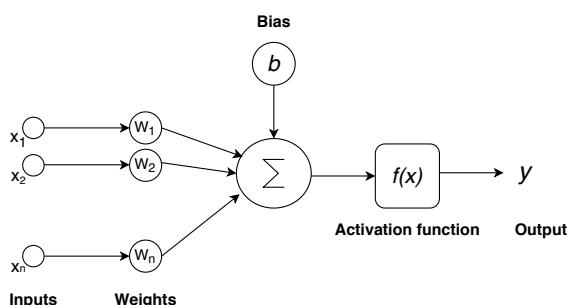 Bias
b
x1 W1
x2 W2
∑ f(x) y
Activation function Output
xn Wn
Inputs Weights